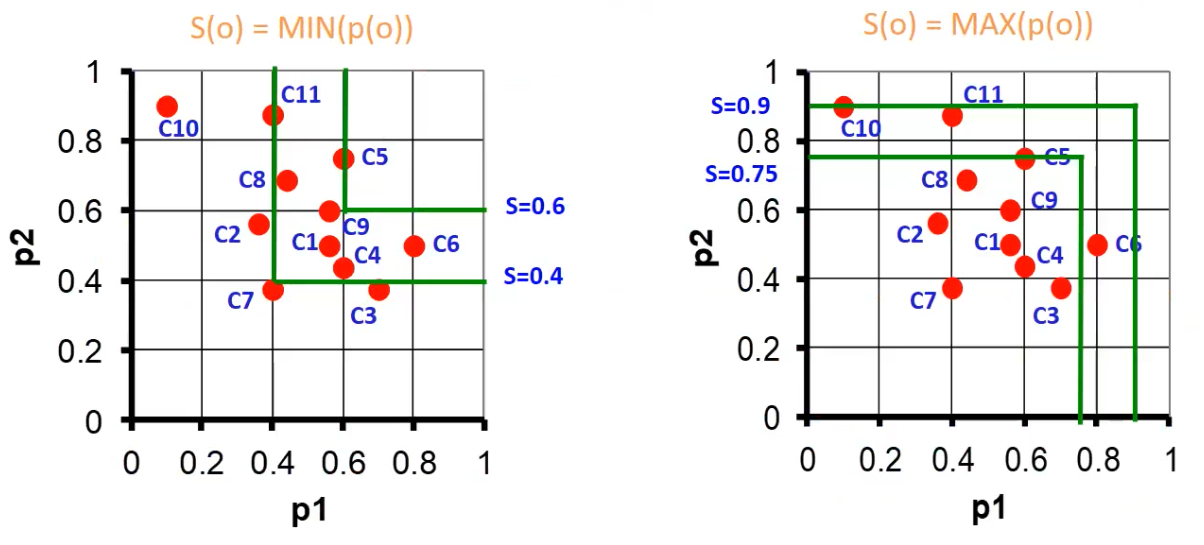 S(o) = MIN(p(o))
1
0.8
0.6
0.4
0.2
0
p2
C10
C11
C5
C8
C9
C2
C1
C6
C4
C7
C3
S=0.6
S=0.4
0 0.2 0.4 0.6 0.8 1
p1
S(o) = MAX(p(o))
1
0.8
0.6
0.4
0.2
0
p2
S=0.9
S=0.75
C11
C10
C5
C8
C9
C2
C1
C6
C4
C7
C3
0 0.2 0.4 0.6 0.8 1
p1